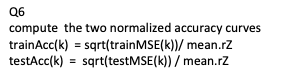 Q6
compute the two normalized accuracy curves
trainAcc(k) = sqrt(trainMSE(k))/ mean.rZ
testAcc(k) = sqrt(testMSE(k)) / mean.rZ